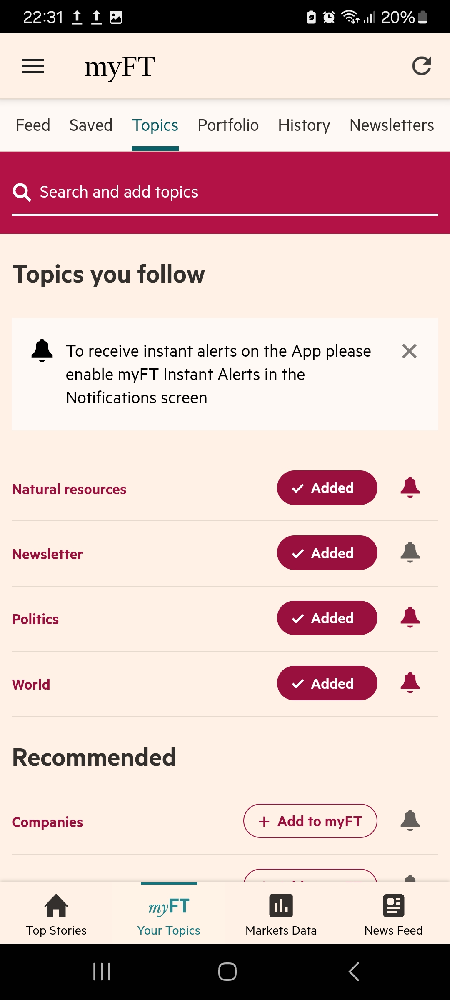 22:31
20%
myFT
Feed Saved Topics Portfolio History Newsletters
Search and add topics
Topics you follow
To receive instant alerts on the App please
enable myFT Instant Alerts in the
Notifications screen
Natural resources Added
Newsletter Added
Politics Added
World Added
Recommended
Companies + Add to myFT
myFT
Top Stories Your Topics Markets Data News Feed